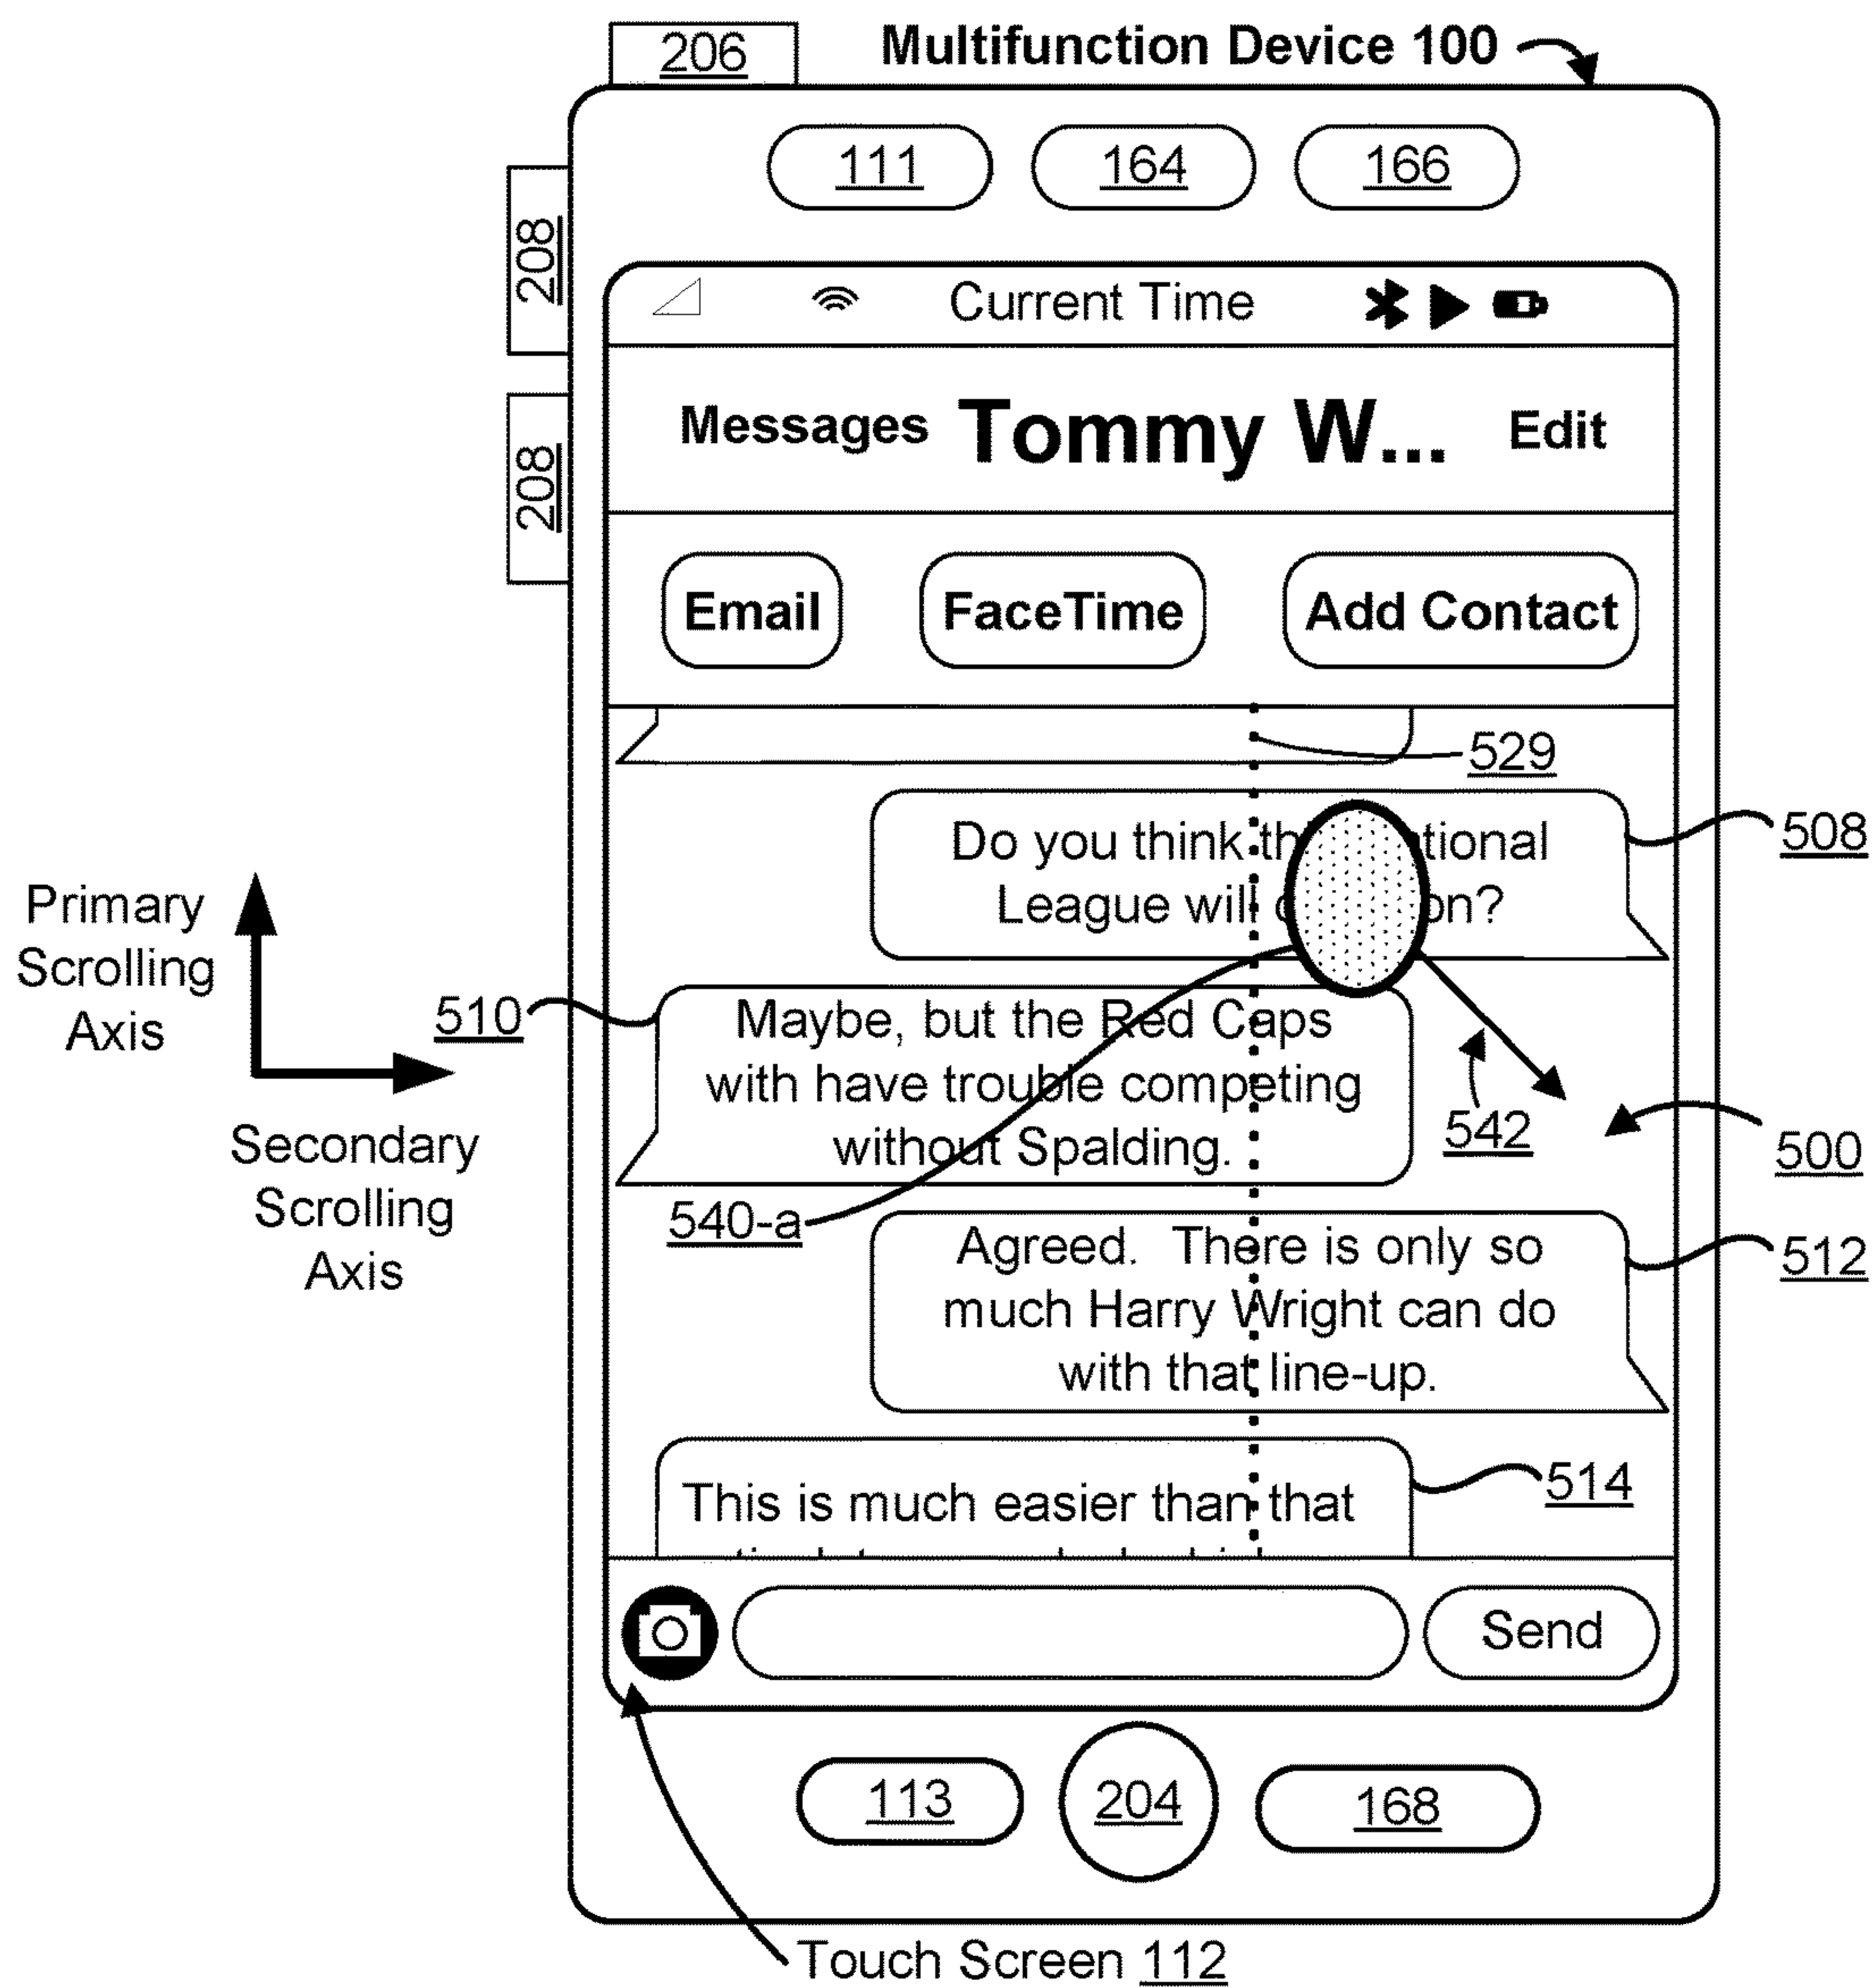 206
Multifunction Device 100
111
164
166
208
208
Current Time
Messages
Tommy W...
Edit
Email
FaceTime
Add Contact
529
Do you think tional
League will on?
508
Primary
Scrolling
Axis
Secondary
Scrolling
Axis
510
Maybe, but the Red Caps
with have trouble competing
without Spalding.
542
500
540-a
Agreed. There is only so
much Harry Wright can do
with that line-up.
512
This is much easier than that
514
Send
113
204
168
Touch Screen 112